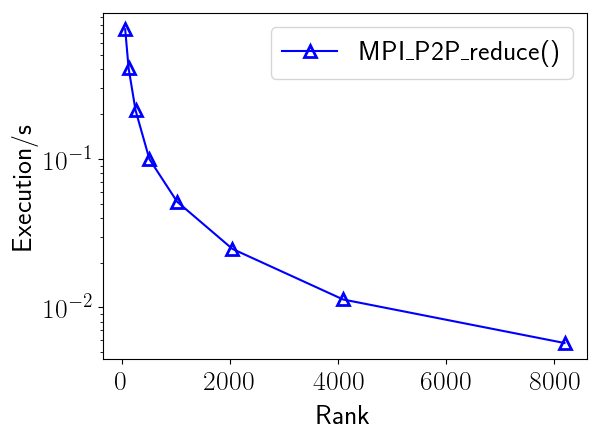 MPI_P2P_reduce()
Execution/s
10⁻¹
10⁻²
0 2000 4000 6000 8000
Rank